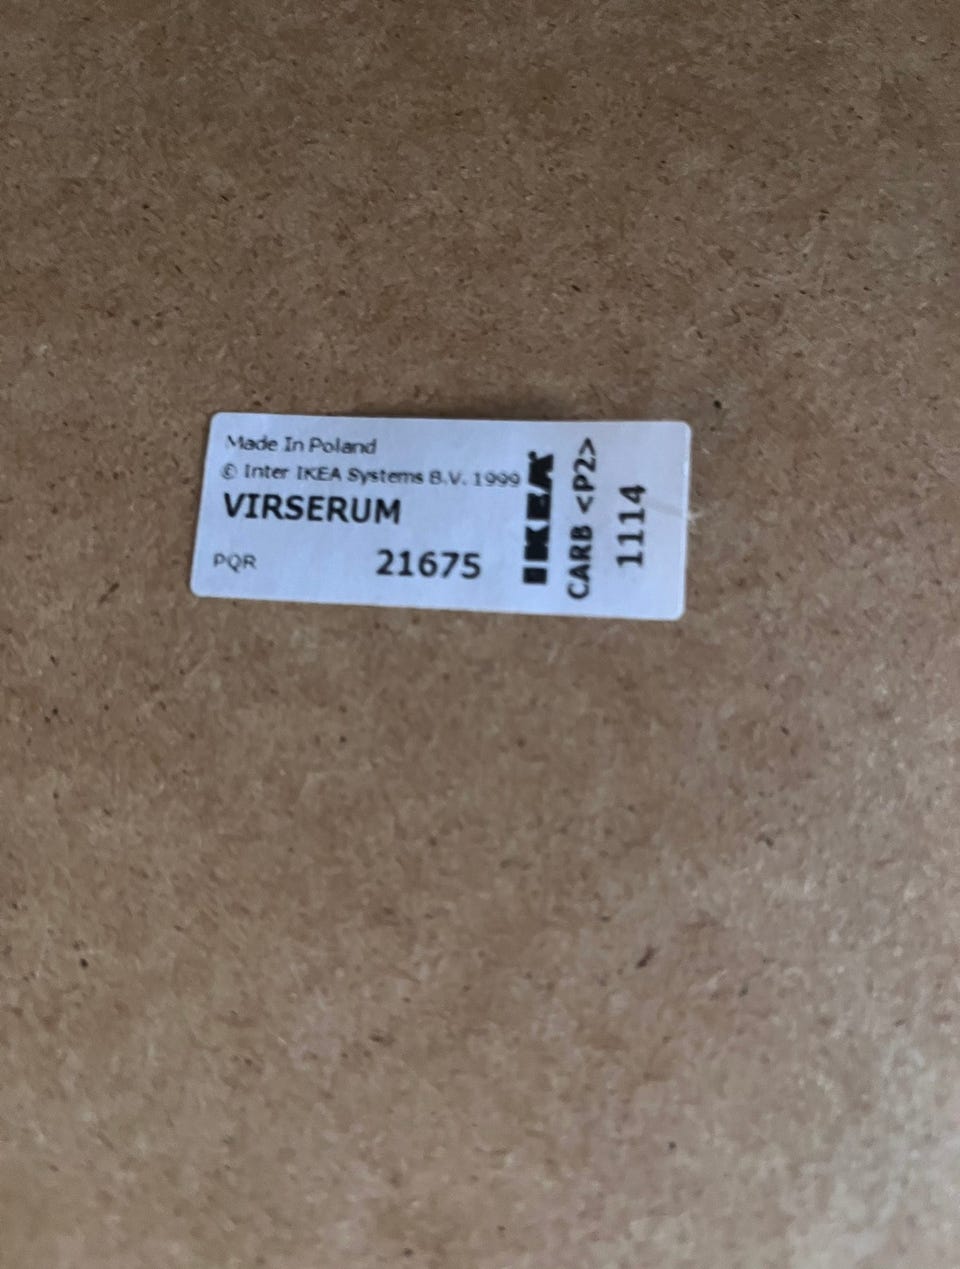 Made In Poland
© Inter IKEA Systems B.V. 1999
VIRSERUM
PQR 21675
IKEA
CARB <P2>
1114